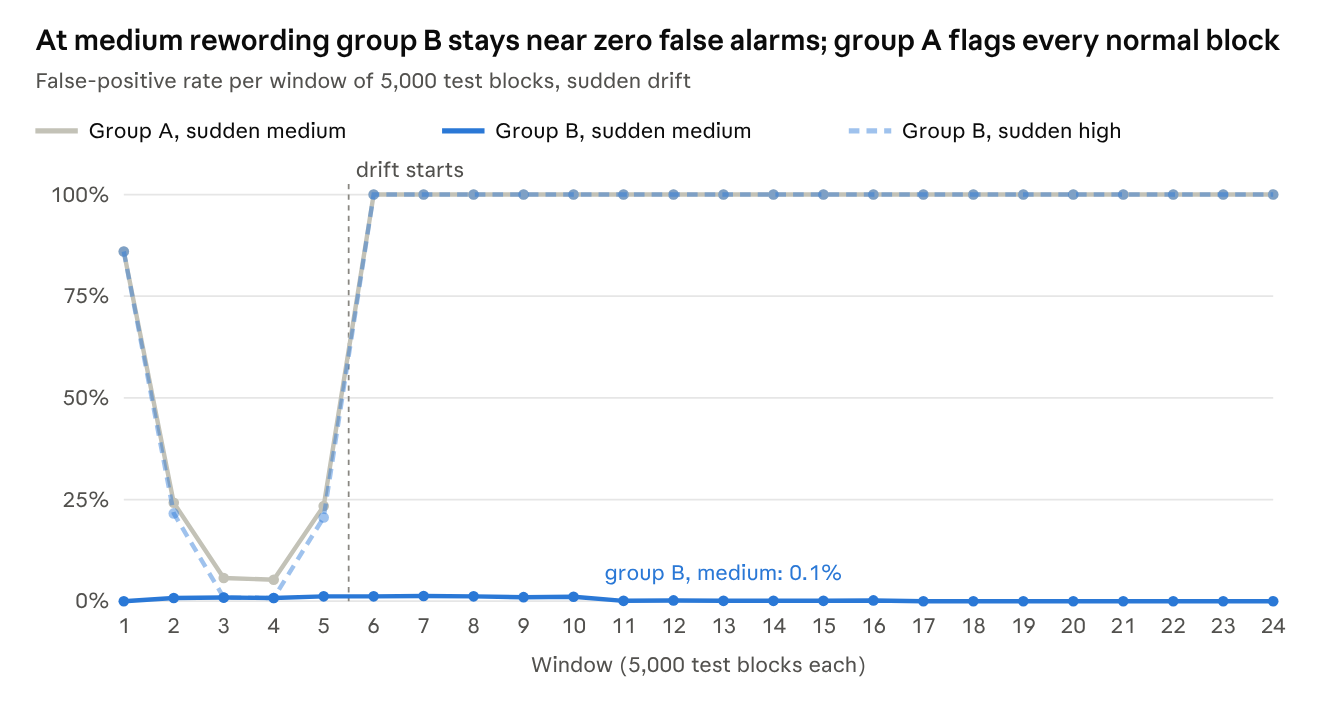 At medium rewording group B stays near zero false alarms; group A flags every normal block
False-positive rate per window of 5,000 test blocks, sudden drift
Group A, sudden medium
Group B, sudden medium
Group B, sudden high
drift starts
100%
75%
50%
25%
group B, medium: 0.1%
0%
1 2 3 4 5 6 7 8 9 10 11 12 13 14 15 16 17 18 19 20 21 22 23 24
Window (5,000 test blocks each)